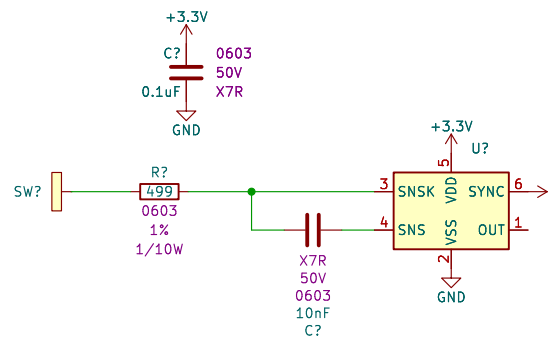 +3.3V
C?
0603
50V
0.1uF
X7R
GND
+3.3V
U?
5
R?
SW?
499
3
SNSK
VDD
SYNC
6
0603
1%
1/10W
4
SNS
VSS
OUT
1
2
X7R
50V
0603
10nF
C?
GND